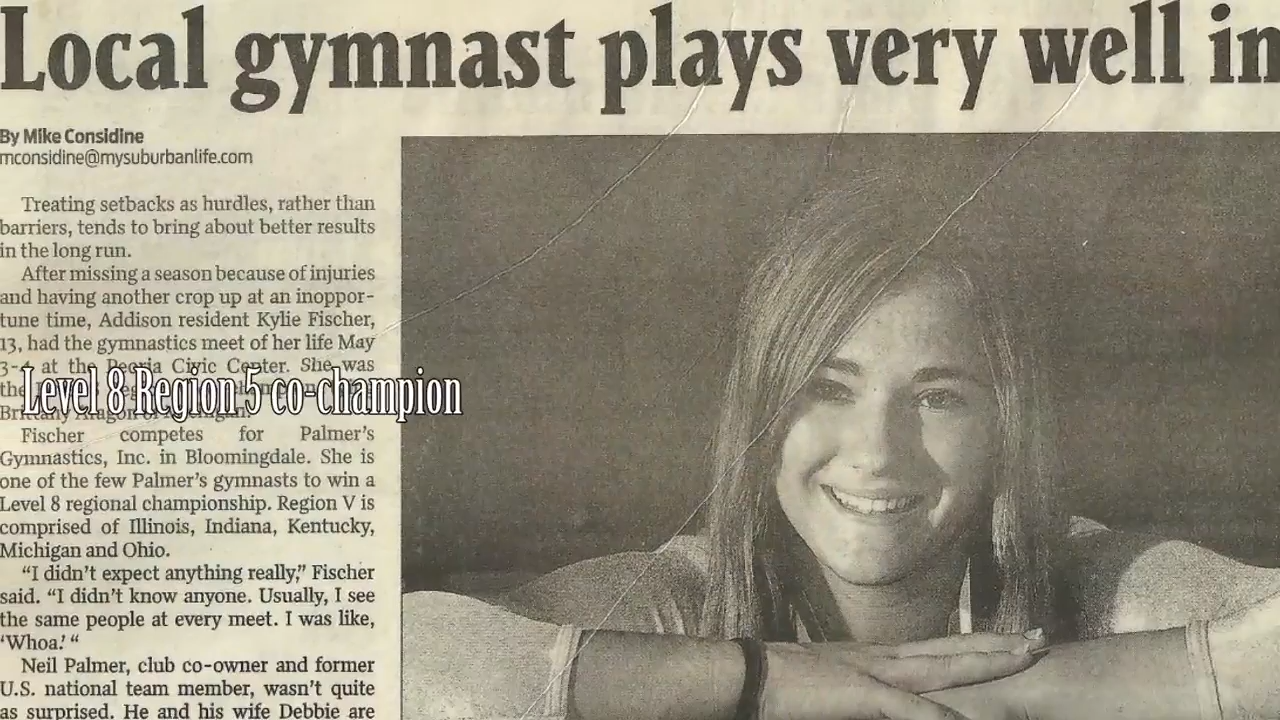 Local gymnast plays very well in
By Mike Considine
mconsidine@mysuburbanlife.com
Treating setbacks as hurdles, rather than
barriers, tends to bring about better results
in the long run.
After missing a season because of injuries
and having another crop up at an inoppor-
tune time, Addison resident Kylie Fischer,
13, had the gymnastics meet of her life May
3-4 at the Peoria Civic Center. She was
the
Level 8 Region 5 co-champion
Brittany Aragon of Michigan.
Fischer competes for Palmer's
Gymnastics, Inc. in Bloomingdale. She is
one of the few Palmer's gymnasts to win a
Level 8 regional championship. Region V is
comprised of Illinois, Indiana, Kentucky,
Michigan and Ohio.
“I didn't expect anything really,” Fischer
said. “I didn't know anyone. Usually, I see
the same people at every meet. I was like,
‘Whoa!’ “
Neil Palmer, club co-owner and former
U.S. national team member, wasn't quite
as surprised. He and his wife Debbie are